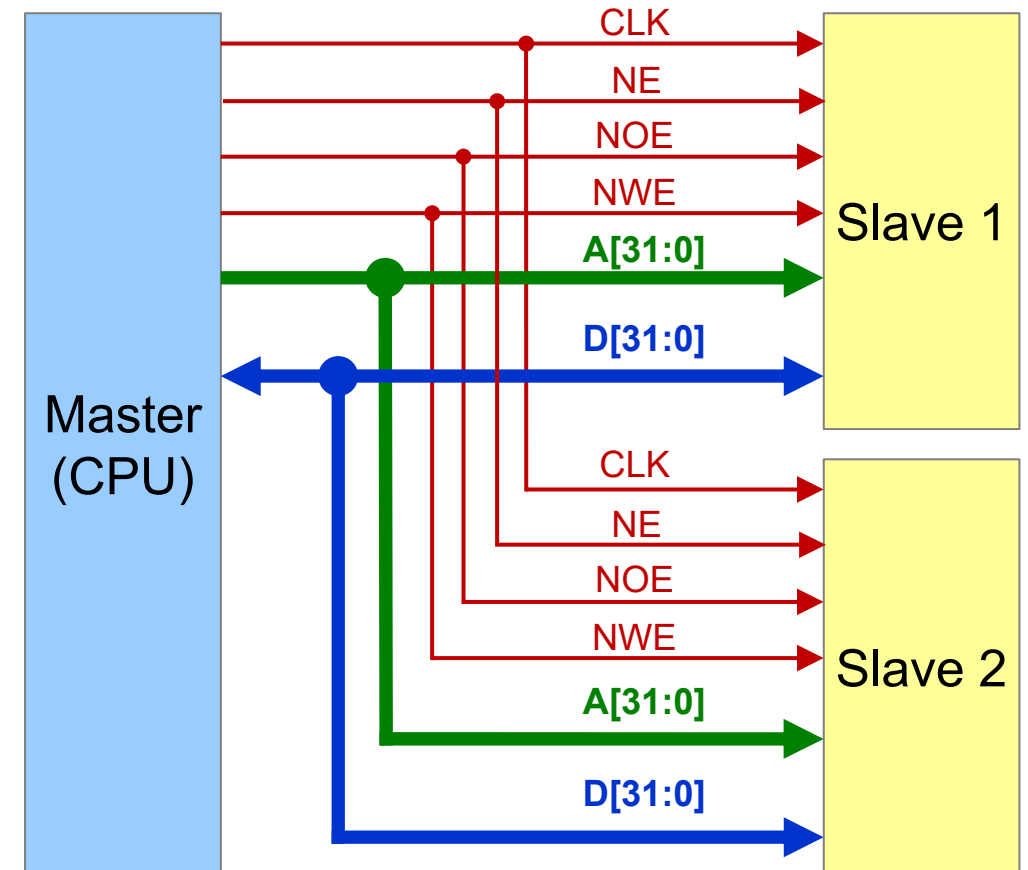 CLK
NE
NOE
NWE
A[31:0]
D[31:0]
Slave 1
Master
(CPU)
CLK
NE
NOE
NWE
A[31:0]
D[31:0]
Slave 2